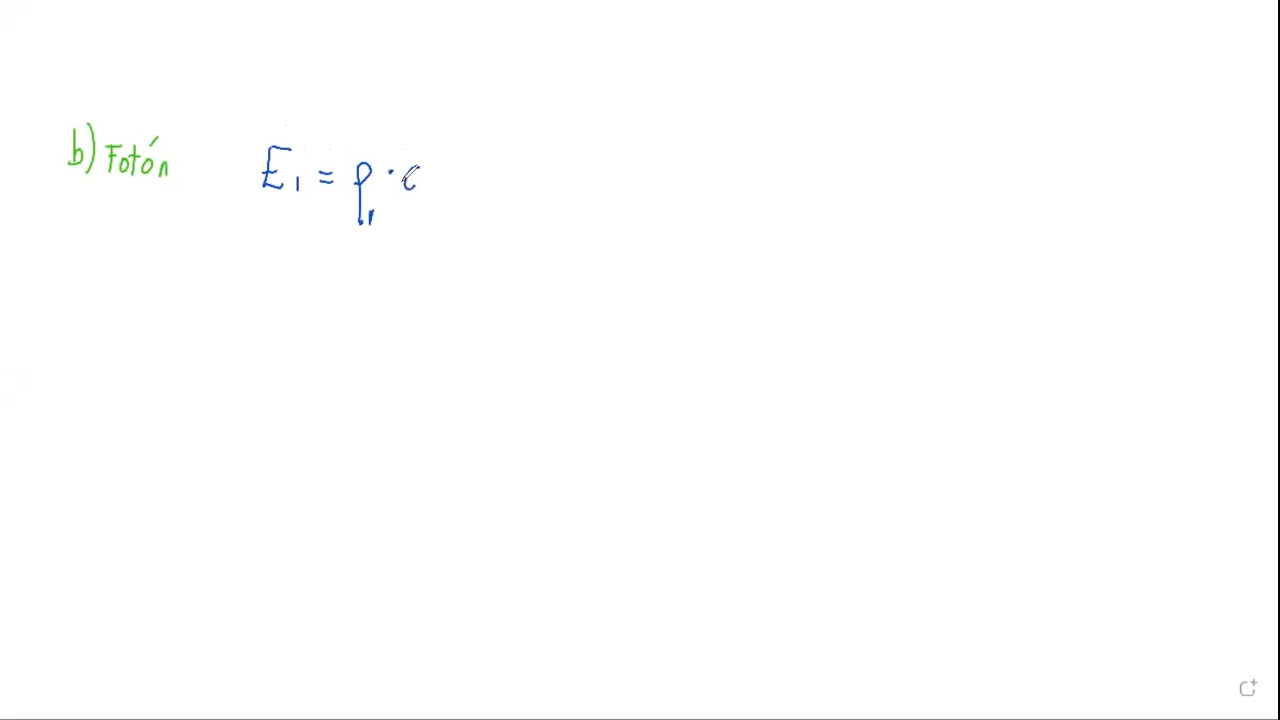 b) Fotón E₁ = p₁ · c